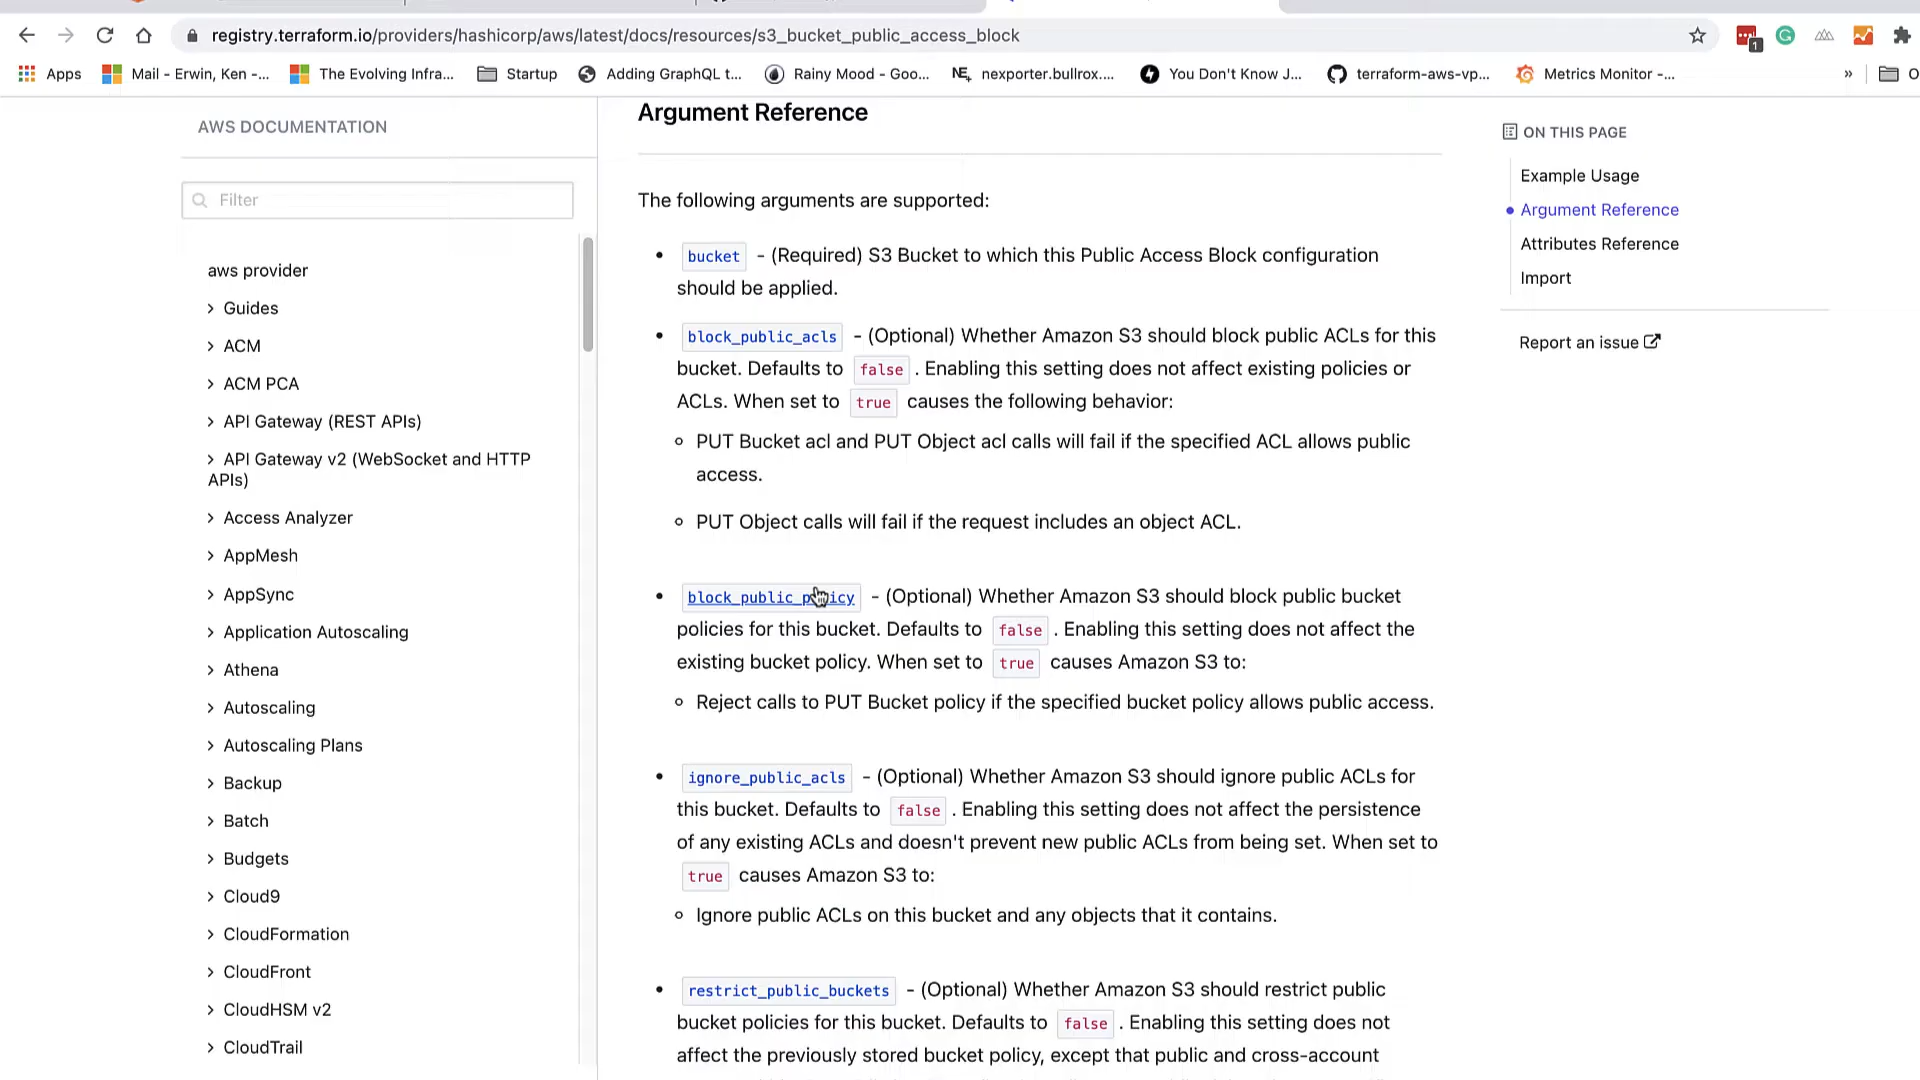 registry.terraform.io/providers/hashicorp/aws/latest/docs/resources/s3_bucket_public_access_block
1
Apps Mail - Erwin, Ken -... The Evolving Infra... Startup Adding GraphQL t... Rainy Mood - Goo... NE. nexporter.bullrox.... You Don't Know J... terraform-aws-vp... Metrics Monitor -... » O
AWS DOCUMENTATION
Filter
aws provider
Guides
ACM
ACM PCA
API Gateway (REST APIs)
API Gateway v2 (WebSocket and HTTP
APIs)
Access Analyzer
AppMesh
AppSync
Application Autoscaling
Athena
Autoscaling
Autoscaling Plans
Backup
Batch
Budgets
Cloud9
CloudFormation
CloudFront
CloudHSM v2
CloudTrail
Argument Reference
The following arguments are supported:
• bucket - (Required) S3 Bucket to which this Public Access Block configuration
should be applied.
• block_public_acls - (Optional) Whether Amazon S3 should block public ACLs for this
bucket. Defaults to false . Enabling this setting does not affect existing policies or
ACLs. When set to true causes the following behavior:
PUT Bucket acl and PUT Object acl calls will fail if the specified ACL allows public
access.
PUT Object calls will fail if the request includes an object ACL.
• block_public_policy - (Optional) Whether Amazon S3 should block public bucket
policies for this bucket. Defaults to false . Enabling this setting does not affect the
existing bucket policy. When set to true causes Amazon S3 to:
Reject calls to PUT Bucket policy if the specified bucket policy allows public access.
• ignore_public_acls - (Optional) Whether Amazon S3 should ignore public ACLs for
this bucket. Defaults to false . Enabling this setting does not affect the persistence
of any existing ACLs and doesn't prevent new public ACLs from being set. When set to
true causes Amazon S3 to:
Ignore public ACLs on this bucket and any objects that it contains.
• restrict_public_buckets - (Optional) Whether Amazon S3 should restrict public
bucket policies for this bucket. Defaults to false . Enabling this setting does not
affect the previously stored bucket policy, except that public and cross-account
ON THIS PAGE
Example Usage
Argument Reference
Attributes Reference
Import
Report an issue